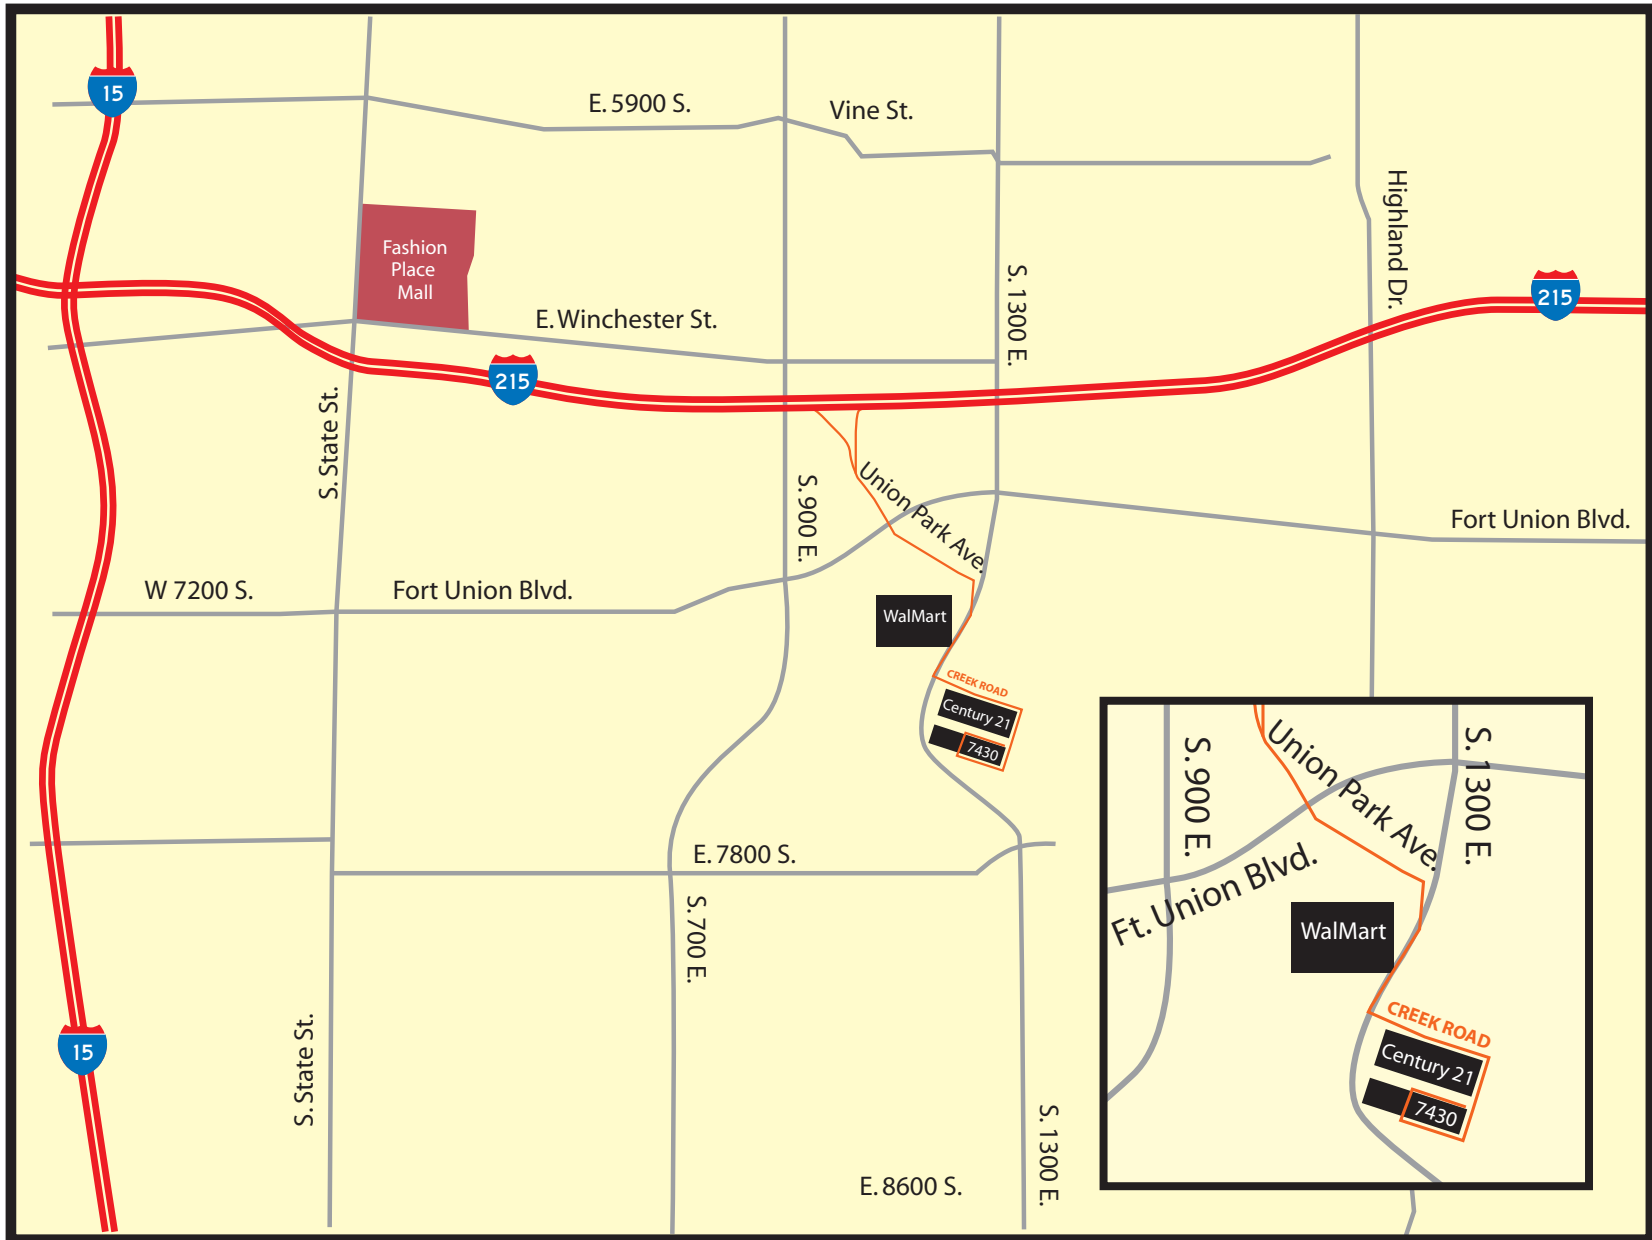 15
E. 5900 S.
Vine St.
Highland Dr.
Fashion
Place
Mall
S. 1300 E.
215
E. Winchester St.
215
S. State St.
S. 900 E.
Union Park Ave.
Fort Union Blvd.
W 7200 S.
Fort Union Blvd.
WalMart
CREEK ROAD
Century 21
7430
E. 7800 S.
S. 700 E.
15
S. State St.
S. 1300 E.
E. 8600 S.
S. 900 E.
Union Park Ave.
S. 1300 E.
Ft. Union Blvd.
WalMart
CREEK ROAD
Century 21
7430